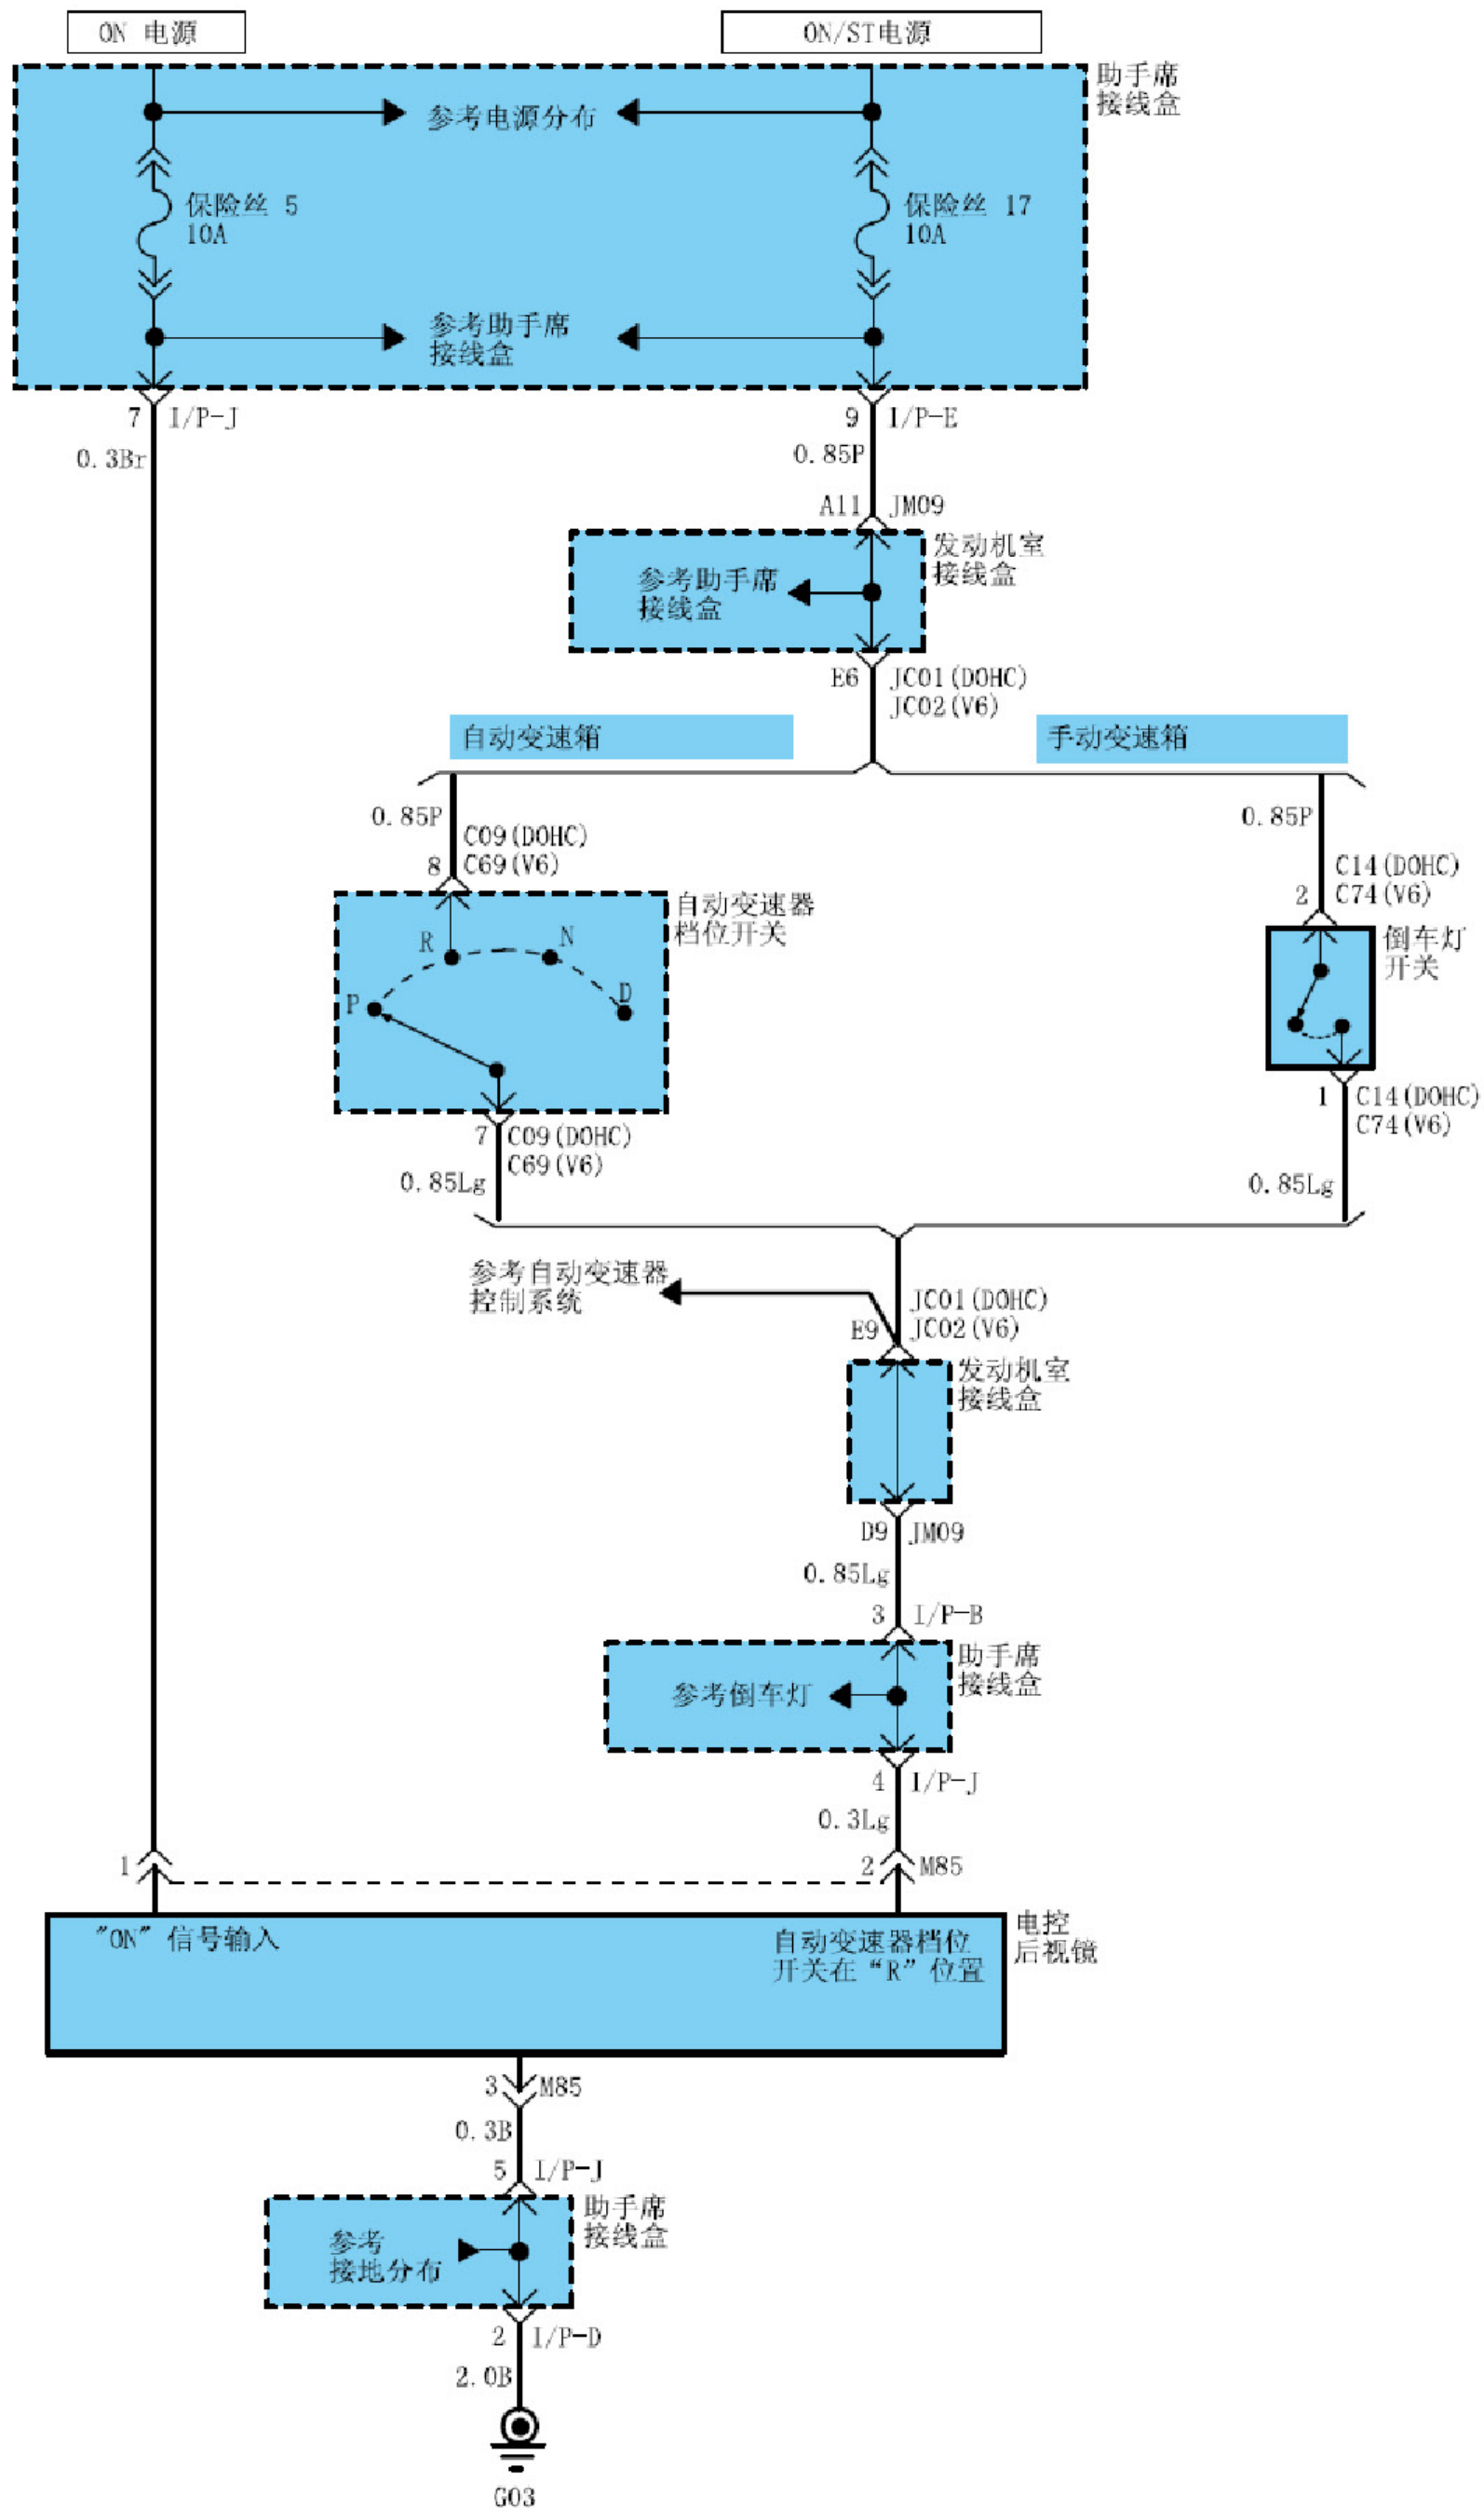 ON 电源
ON/ST电源
助手席
接线盒
参考电源分布
保险丝 5
10A
保险丝 17
10A
参考助手席
接线盒
7 I/P-J
0.3Br
9 I/P-E
0.85P
A11 JM09
发动机室
接线盒
参考助手席
接线盒
E6 JC01(DOHC)
JC02(V6)
自动变速箱
手动变速箱
0.85P
C09(DOHC)
8 C69(V6)
0.85P
C14(DOHC)
2 C74(V6)
自动变速器
档位开关
R N
P D
倒车灯
开关
7 C09(DOHC)
C69(V6)
0.85Lg
1 C14(DOHC)
C74(V6)
0.85Lg
参考自动变速器
控制系统
JC01(DOHC)
E9 JC02(V6)
发动机室
接线盒
D9 JM09
0.85Lg
3 I/P-B
助手席
接线盒
参考倒车灯
4 I/P-J
0.3Lg
1
2 M85
"ON" 信号输入
自动变速器档位
开关在“R”位置
电控
后视镜
3 M85
0.3B
5 I/P-J
助手席
接线盒
参考
接地分布
2 I/P-D
2.0B
G03